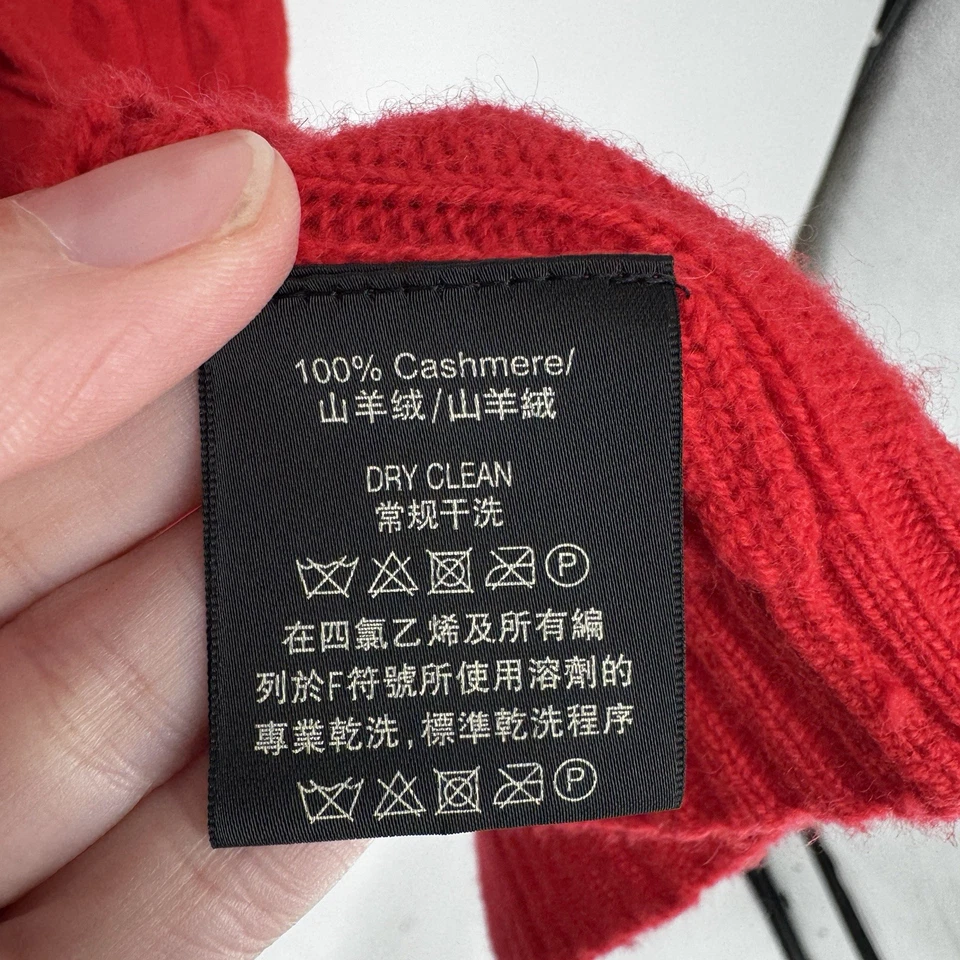 100% Cashmere/
山羊绒/山羊絨
DRY CLEAN
常规干洗
P
在四氯乙烯及所有編
列於F符號所使用溶劑的
專業乾洗,標準乾洗程序
P